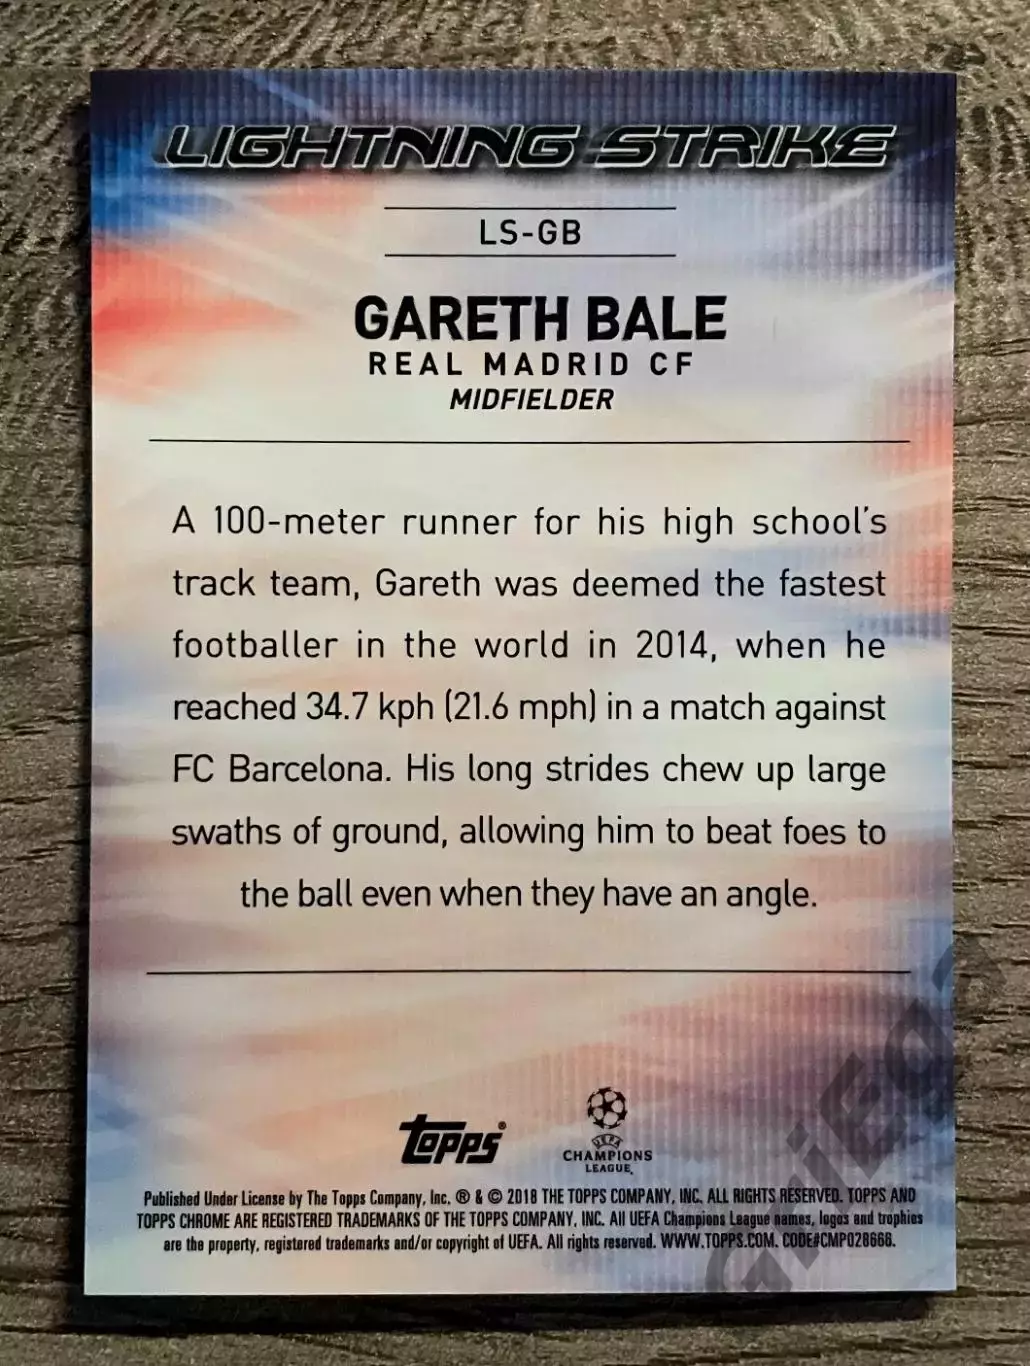 LIGHTNING STRIKE
LS-GB
GARETH BALE
REAL MADRID CF
MIDFIELDER
A 100-meter runner for his high school's
track team, Gareth was deemed the fastest
footballer in the world in 2014, when he
reached 34.7 kph (21.6 mph) in a match against
FC Barcelona. His long strides chew up large
swaths of ground, allowing him to beat foes to
the ball even when they have an angle.
Topps®
UEFA
CHAMPIONS
LEAGUE
Published Under License by The Topps Company, Inc. ® & © 2018 THE TOPPS COMPANY, INC. ALL RIGHTS RESERVED. TOPPS AND
TOPPS CHROME ARE REGISTERED TRADEMARKS OF THE TOPPS COMPANY, INC. All UEFA Champions League names, logos and trophies
are the property, registered trademarks and/or copyright of UEFA. All rights reserved. WWW.TOPPS.COM. CODE#CMP028668.